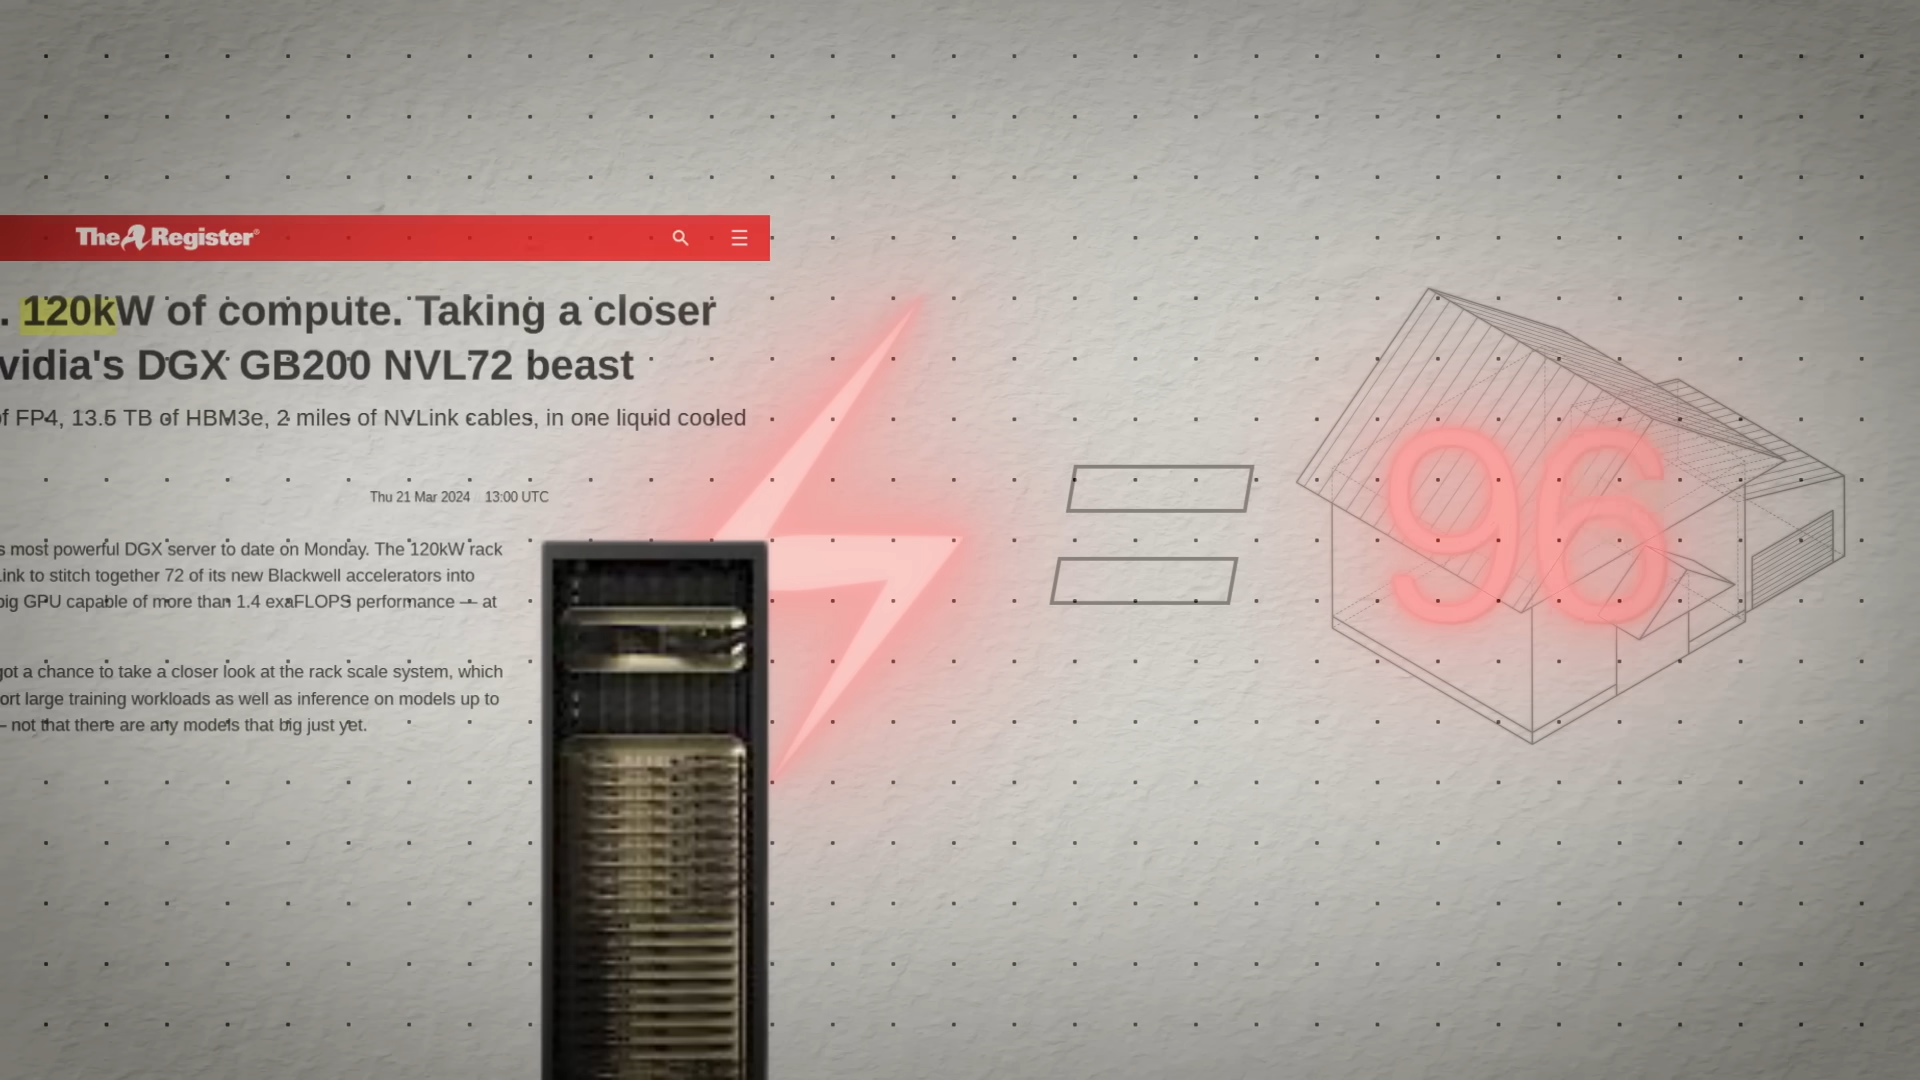 The Register®
. 120kW of compute. Taking a closer
vidia's DGX GB200 NVL72 beast
of FP4, 13.5 TB of HBM3e, 2 miles of NVLink cables, in one liquid cooled
Thu 21 Mar 2024 13:00 UTC
s most powerful DGX server to date on Monday. The 120kW rack
ink to stitch together 72 of its new Blackwell accelerators into
big GPU capable of more than 1.4 exaFLOPS performance — at
got a chance to take a closer look at the rack scale system, which
ort large training workloads as well as inference on models up to
– not that there are any models that big just yet.
96